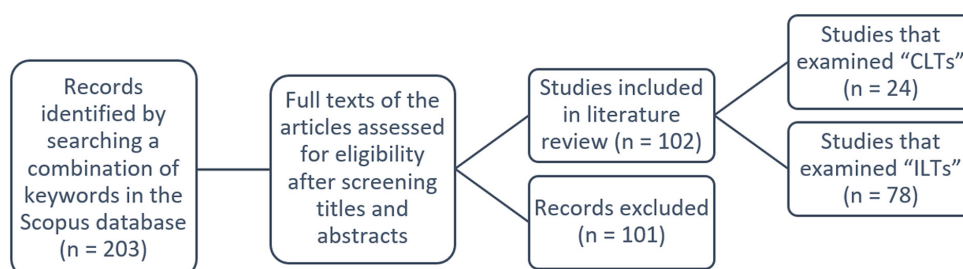 Records
identified by
searching a
combination of
keywords in the
Scopus database
(n = 203)
Full texts of the
articles assessed
for eligibility
after screening
titles and
abstracts
Studies included
in literature
review (n = 102)
Records excluded
(n = 101)
Studies that
examined “CLTs”
(n = 24)
Studies that
examined “ILTs”
(n = 78)